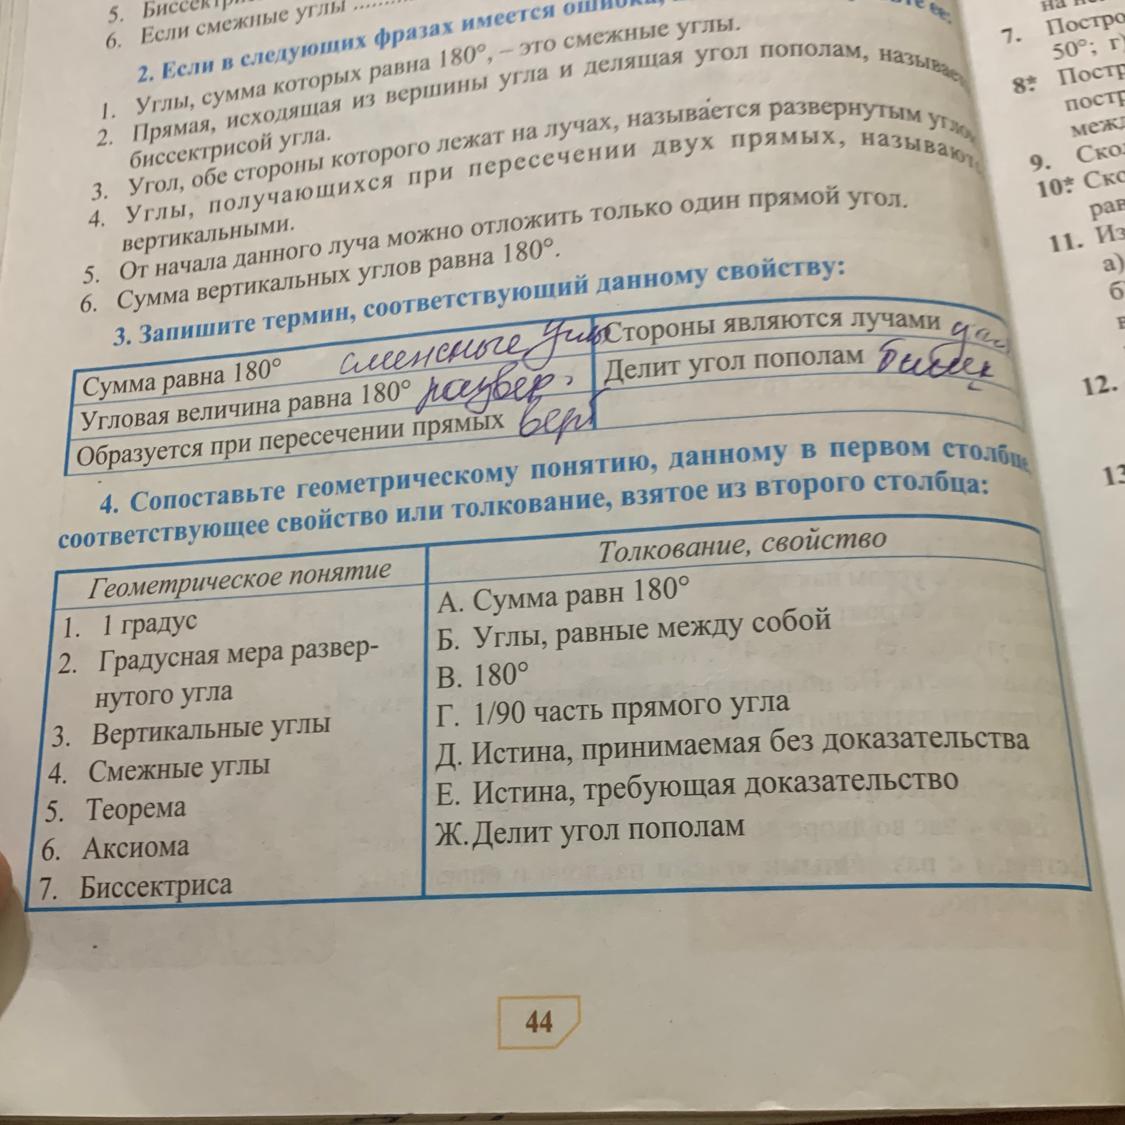 5. Биссектри
6. Если смежные углы ..........
2. Если в следующих фразах имеется ошибка, ее:
1. Углы, сумма которых равна 180°, – это смежные углы.
2. Прямая, исходящая из вершины угла и делящая угол пополам, называе
биссектрисой угла.
3. Угол, обе стороны которого лежат на лучах, называется развернутым угло
4. Углы, получающихся при пересечении двух прямых, называютс
вертикальными.
5. От начала данного луча можно отложить только один прямой угол.
6. Сумма вертикальных углов равна 180°.
3. Запишите термин, соответствующий данному свойству:
Сумма равна 180° смежные углы
Стороны являются лучами
Угловая величина равна 180° развер.
Делит угол пополам биссек
Образуется при пересечении прямых верт
4. Сопоставьте геометрическому понятию, данному в первом столбце,
соответствующее свойство или толкование, взятое из второго столбца:
Геометрическое понятие
1. 1 градус
2. Градусная мера развер-
нутого угла
3. Вертикальные углы
4. Смежные углы
5. Теорема
6. Аксиома
7. Биссектриса
Толкование, свойство
А. Сумма равн 180°
Б. Углы, равные между собой
В. 180°
Г. 1/90 часть прямого угла
Д. Истина, принимаемая без доказательства
Е. Истина, требующая доказательство
Ж. Делит угол пополам
44
7. Постро
50°; г)
8* Постр
постр
межд
9. Скол
10* Ско
рав
11. Из
а)
б
в
12.
13